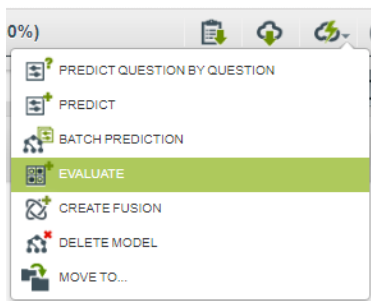 0%)
PREDICT QUESTION BY QUESTION
PREDICT
BATCH PREDICTION
EVALUATE
CREATE FUSION
DELETE MODEL
MOVE TO...